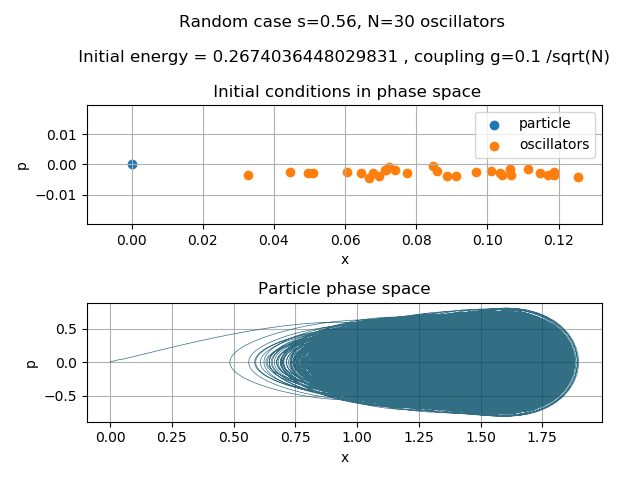 Random case s=0.56, N=30 oscillators
Initial energy = 0.2674036448029831 , coupling g=0.1 /sqrt(N)
Initial conditions in phase space
particle
oscillators
0.01
0.00
−0.01
p
0.00 0.02 0.04 0.06 0.08 0.10 0.12
x
Particle phase space
0.5
0.0
−0.5
p
0.00 0.25 0.50 0.75 1.00 1.25 1.50 1.75
x